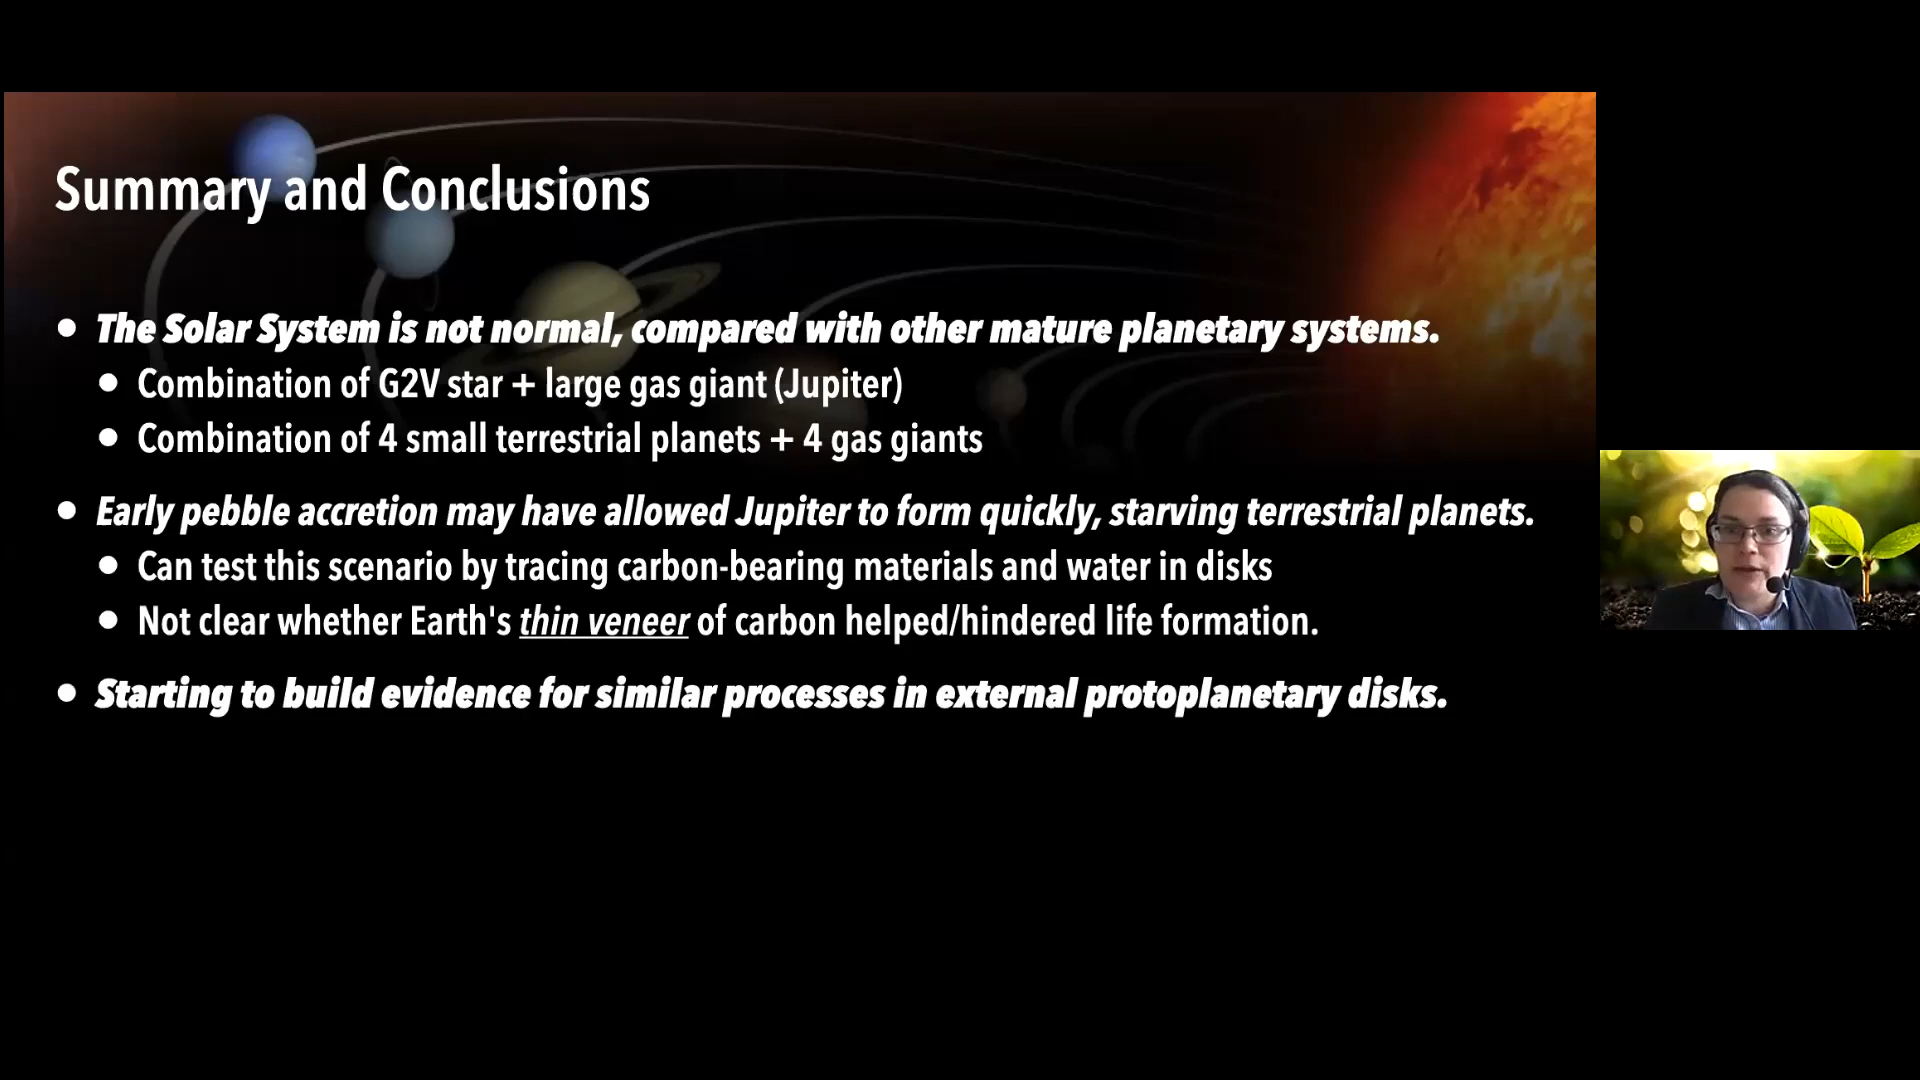 Summary and Conclusions
• The Solar System is not normal, compared with other mature planetary systems.
• Combination of G2V star + large gas giant (Jupiter)
• Combination of 4 small terrestrial planets + 4 gas giants
• Early pebble accretion may have allowed Jupiter to form quickly, starving terrestrial planets.
• Can test this scenario by tracing carbon-bearing materials and water in disks
• Not clear whether Earth's thin veneer of carbon helped/hindered life formation.
• Starting to build evidence for similar processes in external protoplanetary disks.